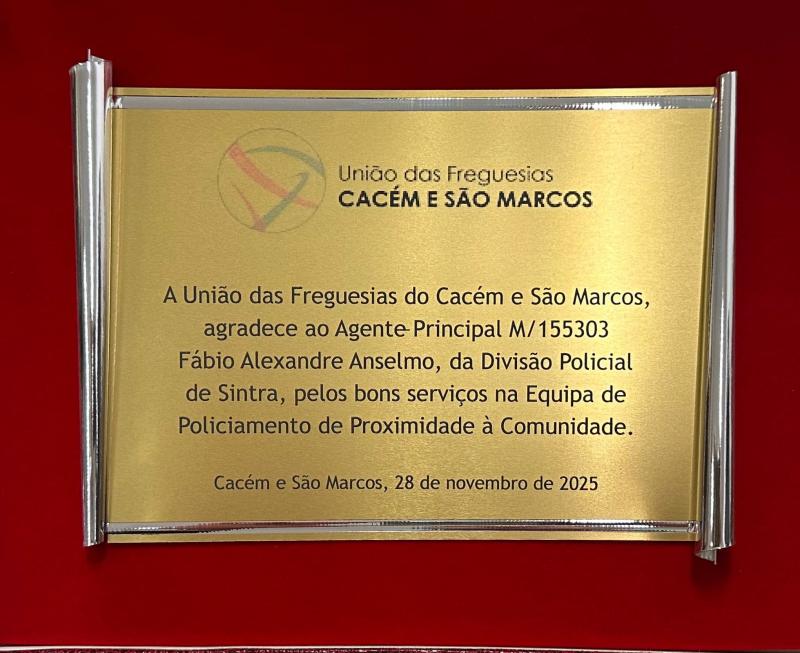 União das Freguesias
CACÉM E SÃO MARCOS
A União das Freguesias do Cacém e São Marcos,
agradece ao Agente-Principal M/155303
Fábio Alexandre Anselmo, da Divisão Policial
de Sintra, pelos bons serviços na Equipa de
Policiamento de Proximidade à Comunidade.
Cacém e São Marcos, 28 de novembro de 2025